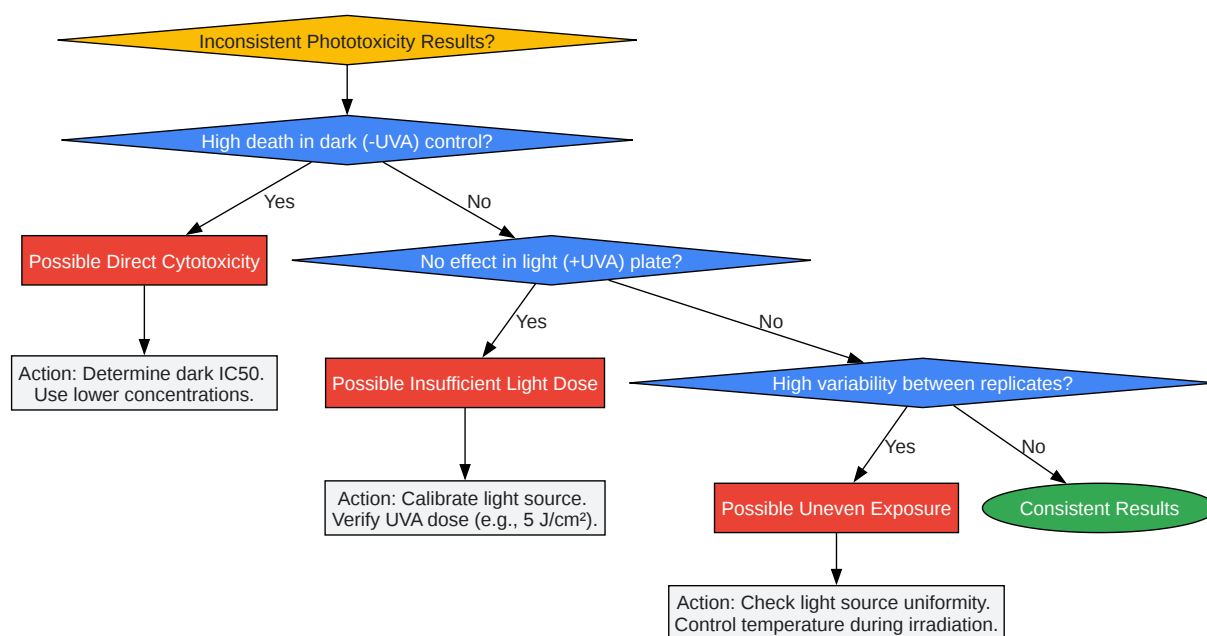 Inconsistent Phototoxicity Results?
High death in dark (-UVA) control?
Yes
No
Possible Direct Cytotoxicity
No effect in light (+UVA) plate?
Action: Determine dark IC50.
Use lower concentrations.
Yes
No
Possible Insufficient Light Dose
High variability between replicates?
Action: Calibrate light source.
Verify UVA dose (e.g., 5 J/cm²).
Yes
No
Possible Uneven Exposure
Consistent Results
Action: Check light source uniformity.
Control temperature during irradiation.